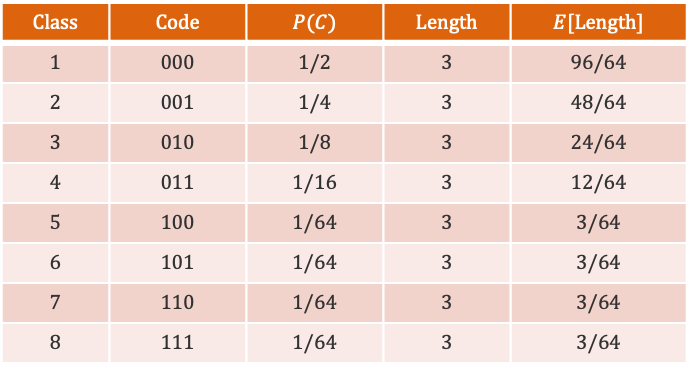 Class Code P(C) Length E[Length]
1 000 1/2 3 96/64
2 001 1/4 3 48/64
3 010 1/8 3 24/64
4 011 1/16 3 12/64
5 100 1/64 3 3/64
6 101 1/64 3 3/64
7 110 1/64 3 3/64
8 111 1/64 3 3/64